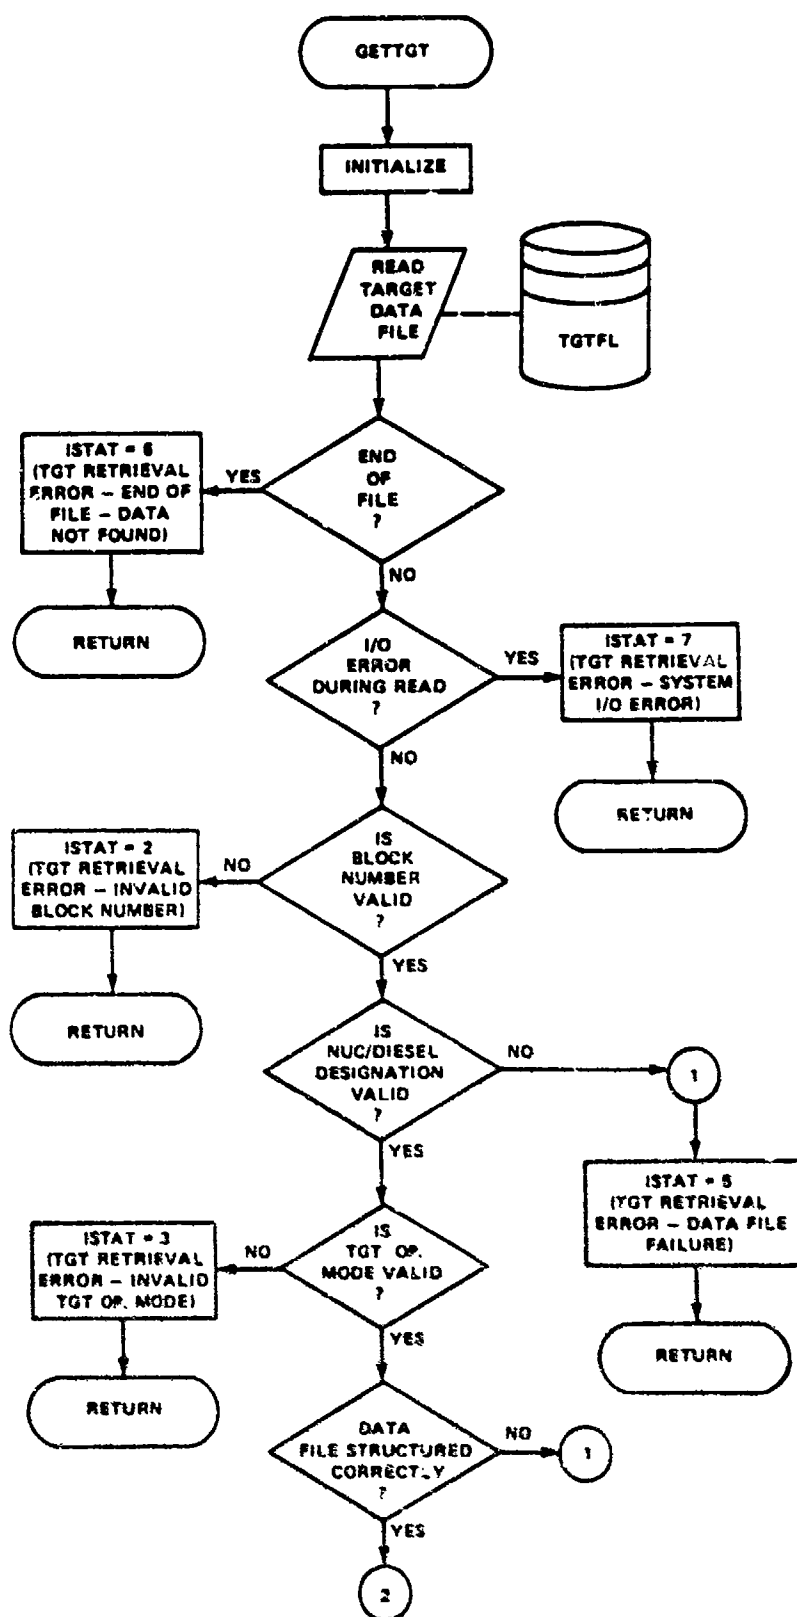 GETTGT
INITIALIZE
READ
TARGET
DATA
FILE
TGTFL
END
OF
FILE
?
YES
ISTAT = 6
(TGT RETRIEVAL
ERROR – END OF
FILE – DATA
NOT FOUND)
RETURN
NO
I/O
ERROR
DURING READ
?
YES
ISTAT = 7
(TGT RETRIEVAL
ERROR – SYSTEM
I/O ERROR)
RETURN
NO
IS
BLOCK
NUMBER
VALID
?
NO
ISTAT = 2
(TGT RETRIEVAL
ERROR – INVALID
BLOCK NUMBER)
RETURN
YES
IS
NUC/DIESEL
DESIGNATION
VALID
?
NO
1
ISTAT = 5
(TGT RETRIEVAL
ERROR – DATA FILE
FAILURE)
RETURN
YES
IS
TGT OP.
MODE VALID
?
NO
ISTAT = 3
(TGT RETRIEVAL
ERROR – INVALID
TGT OP. MODE)
RETURN
YES
DATA
FILE STRUCTURED
CORRECTLY
?
NO
1
YES
2